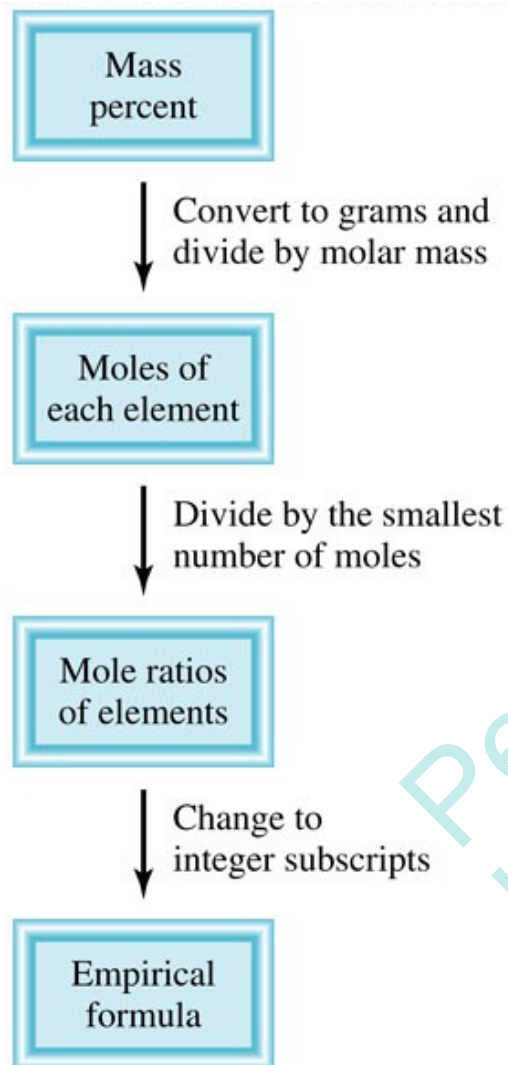 Mass
percent
Convert to grams and
divide by molar mass
Moles of
each element
Divide by the smallest
number of moles
Mole ratios
of elements
Change to
integer subscripts
Empirical
formula